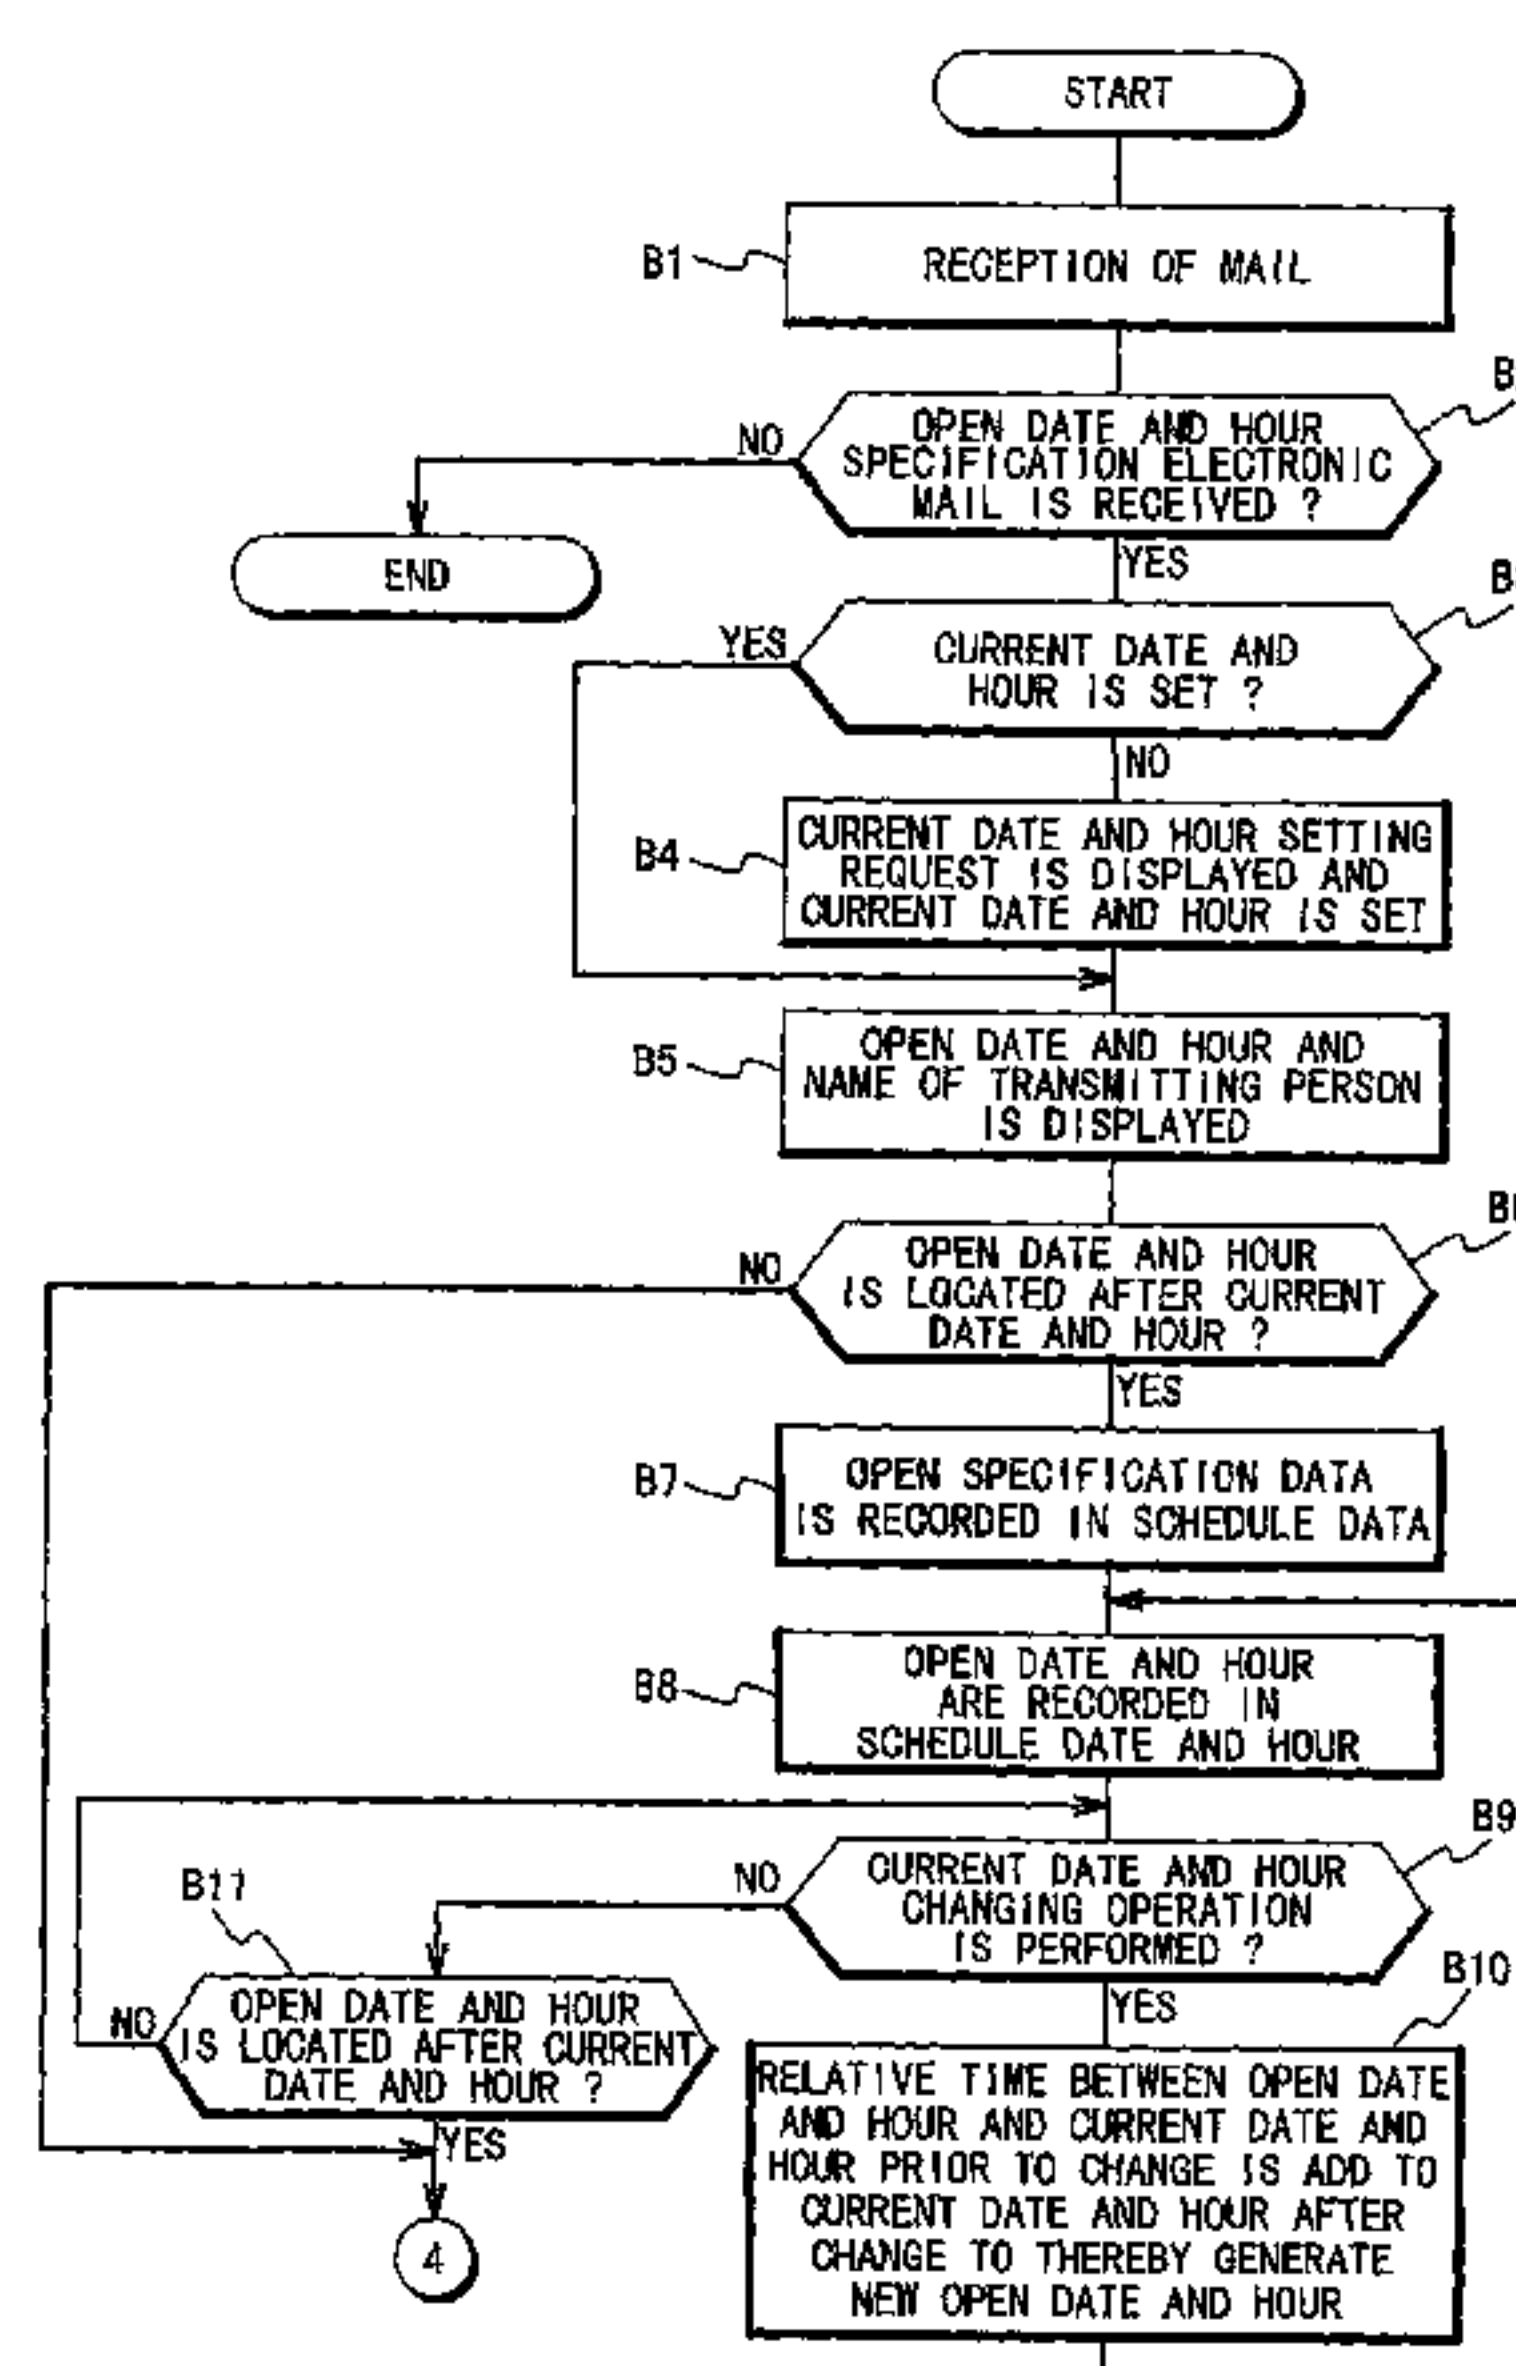 START
B1
RECEPTION OF MAIL
OPEN DATE AND HOUR
SPECIFICATION ELECTRONIC
MAIL IS RECEIVED ?
NO
YES
END
CURRENT DATE AND
HOUR IS SET ?
YES
NO
B4
CURRENT DATE AND HOUR SETTING
REQUEST IS DISPLAYED AND
CURRENT DATE AND HOUR IS SET
B5
OPEN DATE AND HOUR AND
NAME OF TRANSMITTING PERSON
IS DISPLAYED
OPEN DATE AND HOUR
IS LOCATED AFTER CURRENT
DATE AND HOUR ?
NO
YES
B7
OPEN SPECIFICATION DATA
IS RECORDED IN SCHEDULE DATA
B8
OPEN DATE AND HOUR
ARE RECORDED IN
SCHEDULE DATE AND HOUR
B9
CURRENT DATE AND HOUR
CHANGING OPERATION
IS PERFORMED ?
NO
YES
B11
OPEN DATE AND HOUR
IS LOCATED AFTER CURRENT
DATE AND HOUR ?
NO
YES
4
B10
RELATIVE TIME BETWEEN OPEN DATE
AND HOUR AND CURRENT DATE AND
HOUR PRIOR TO CHANGE IS ADD TO
CURRENT DATE AND HOUR AFTER
CHANGE TO THEREBY GENERATE
NEW OPEN DATE AND HOUR